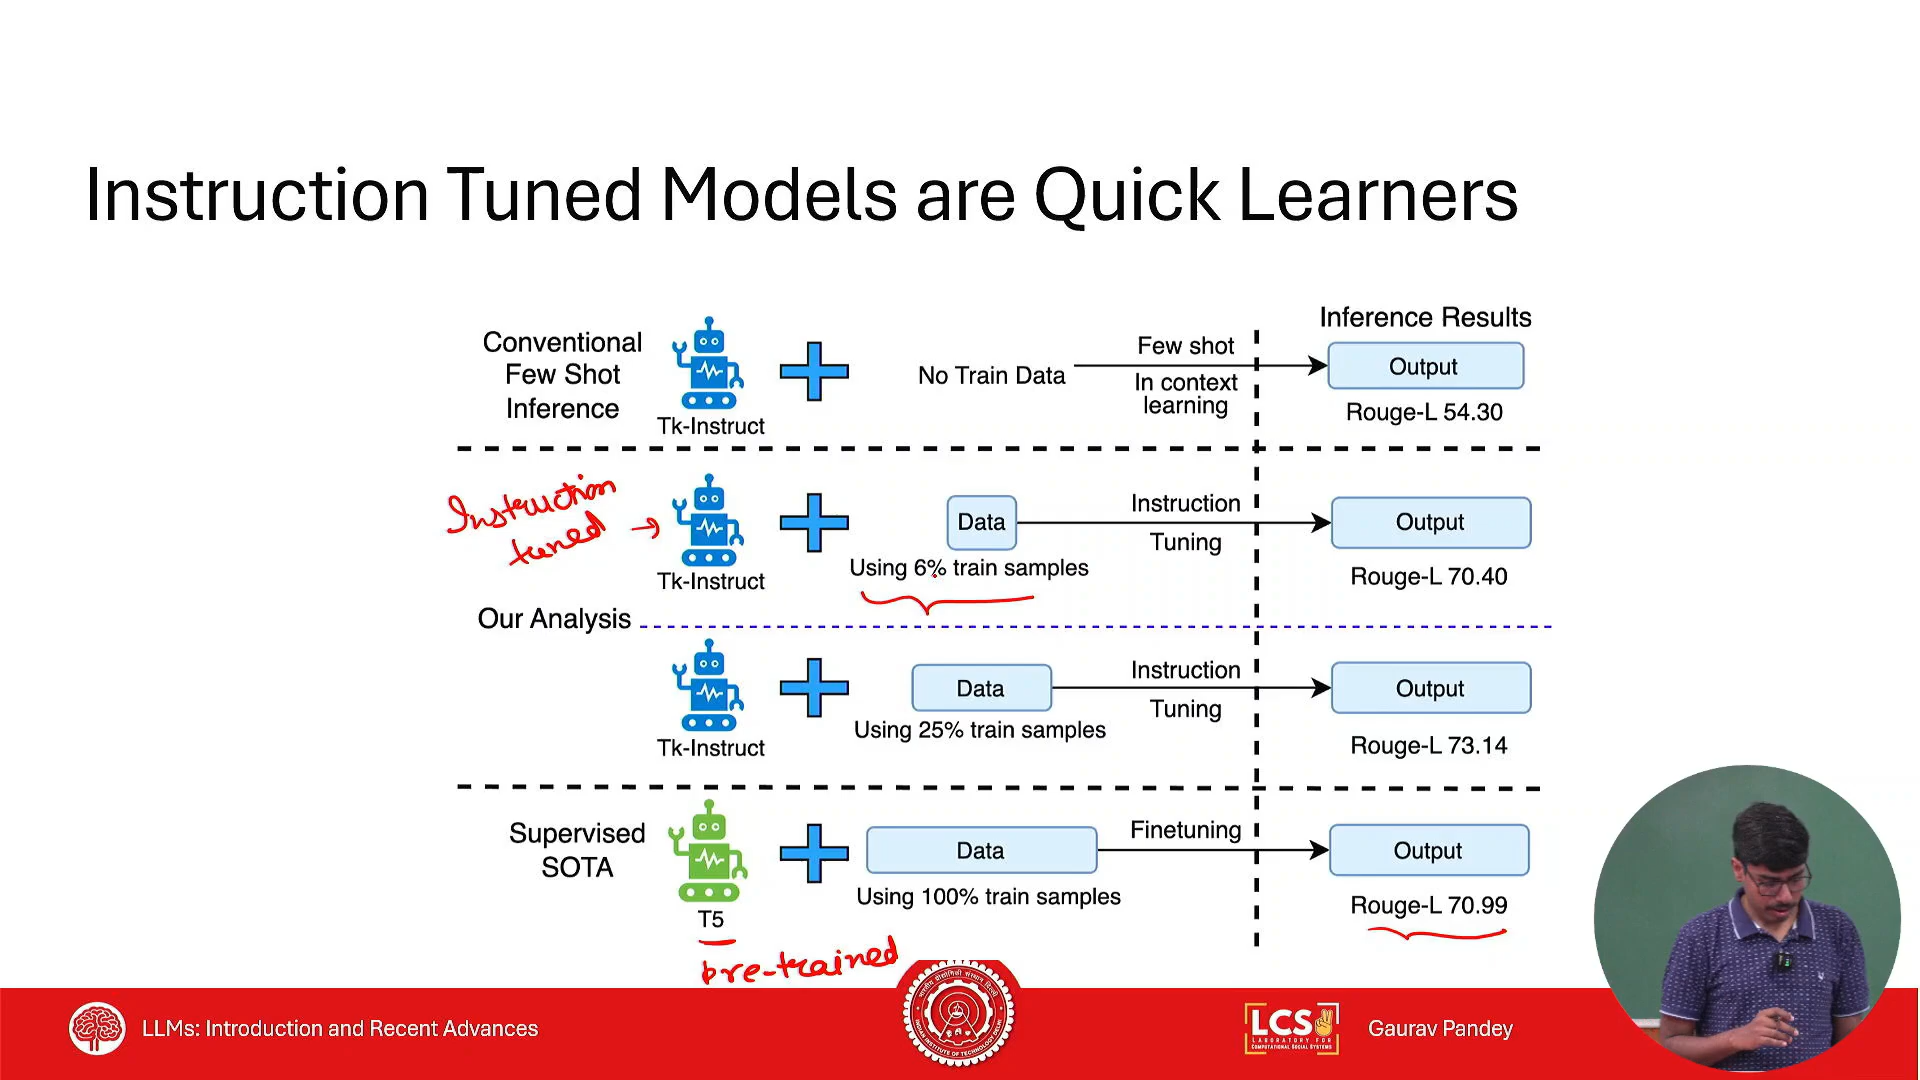 Instruction Tuned Models are Quick Learners
Inference Results
Conventional
Few Shot
Inference
Tk-Instruct
No Train Data
Few shot
In context
learning
Output
Rouge-L 54.30
Instruction
tuned →
Tk-Instruct
Data
Using 6% train samples
Instruction
Tuning
Output
Rouge-L 70.40
Our Analysis
Tk-Instruct
Data
Using 25% train samples
Instruction
Tuning
Output
Rouge-L 73.14
Supervised
SOTA
T5
pre-trained
Data
Using 100% train samples
Finetuning
Output
Rouge-L 70.99
LLMs: Introduction and Recent Advances
LCS
LABORATORY FOR
COMPUTATIONAL SOCIAL SYSTEMS
Gaurav Pandey